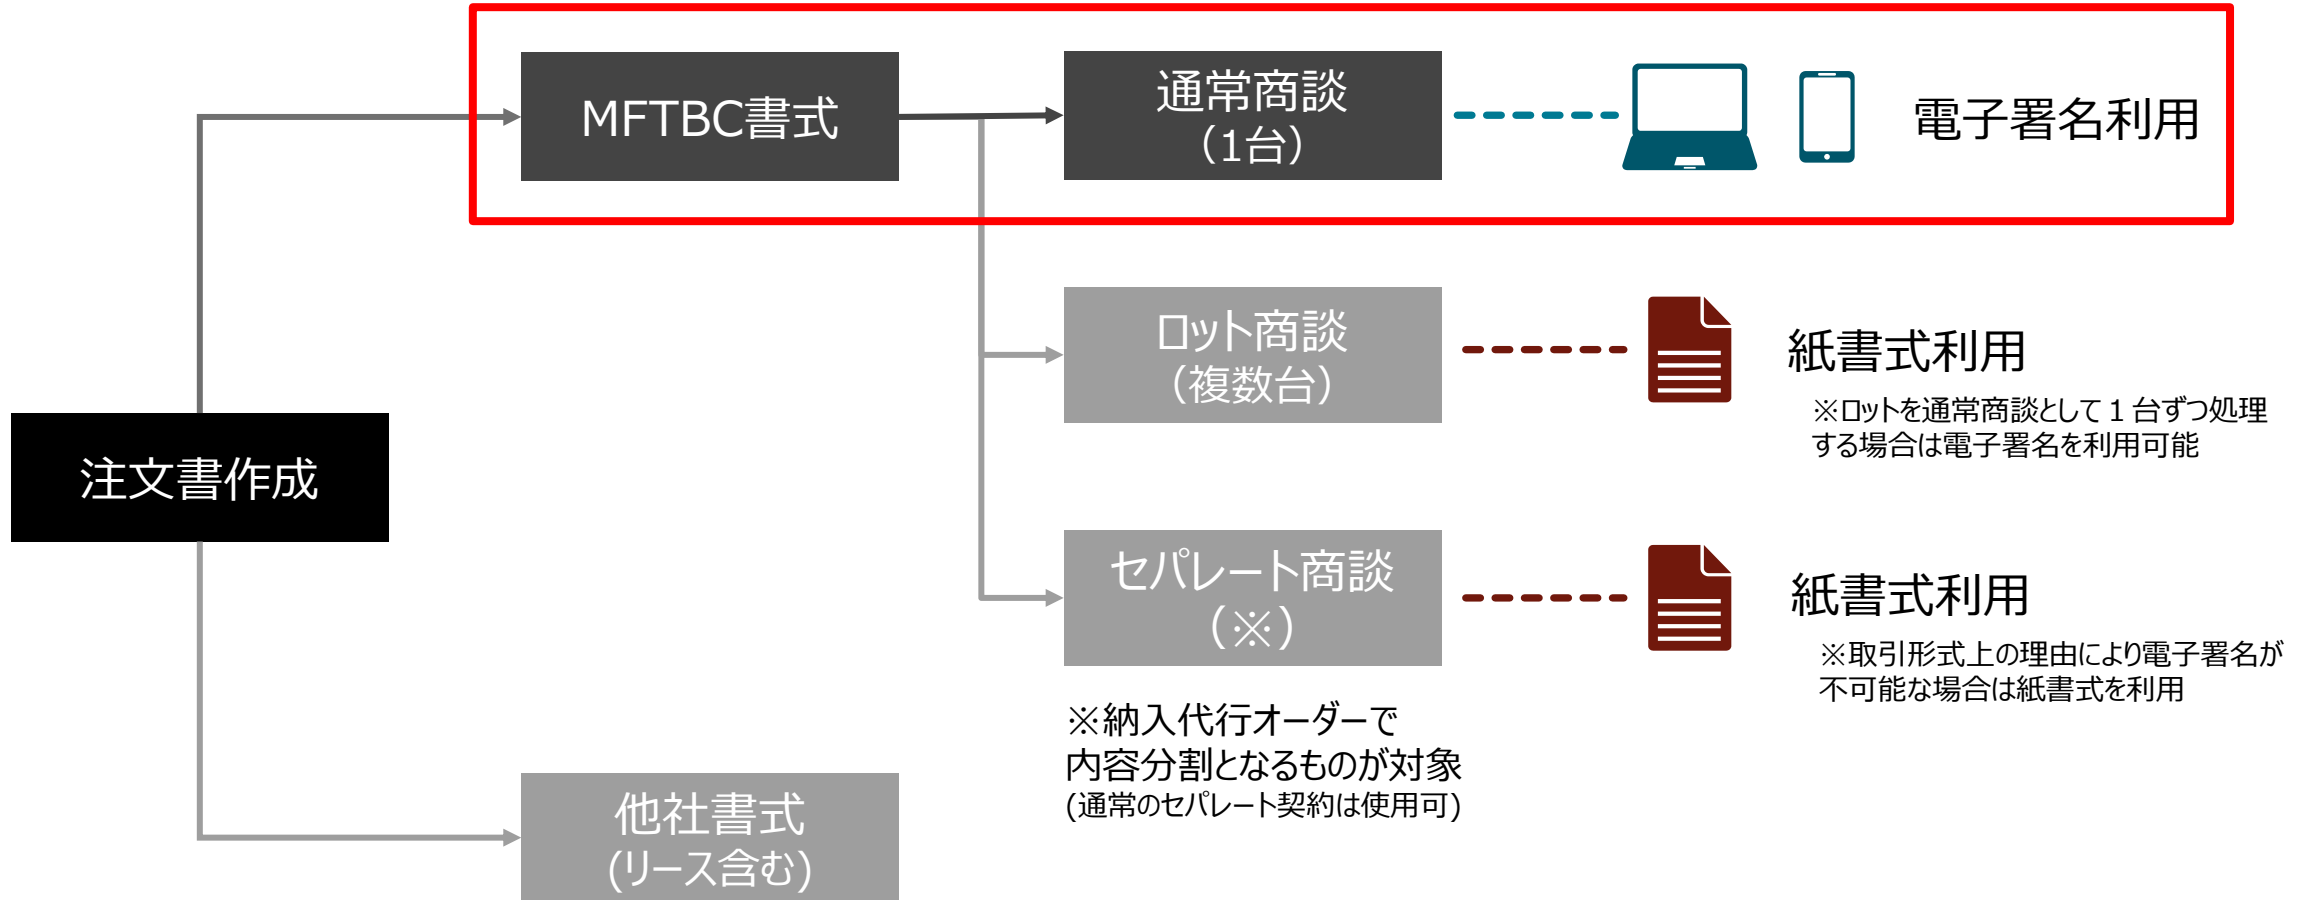 MFTBC書式
通常商談
（1台）
電子署名利用
ロット商談
（複数台）
紙書式利用
※ロットを通常商談として１台ずつ処理
する場合は電子署名を利用可能
注文書作成
セパレート商談
（※）
紙書式利用
※取引形式上の理由により電子署名が
不可能な場合は紙書式を利用
※納入代行オーダーで
内容分割となるものが対象
(通常のセパレート契約は使用可)
他社書式
(リース含む)